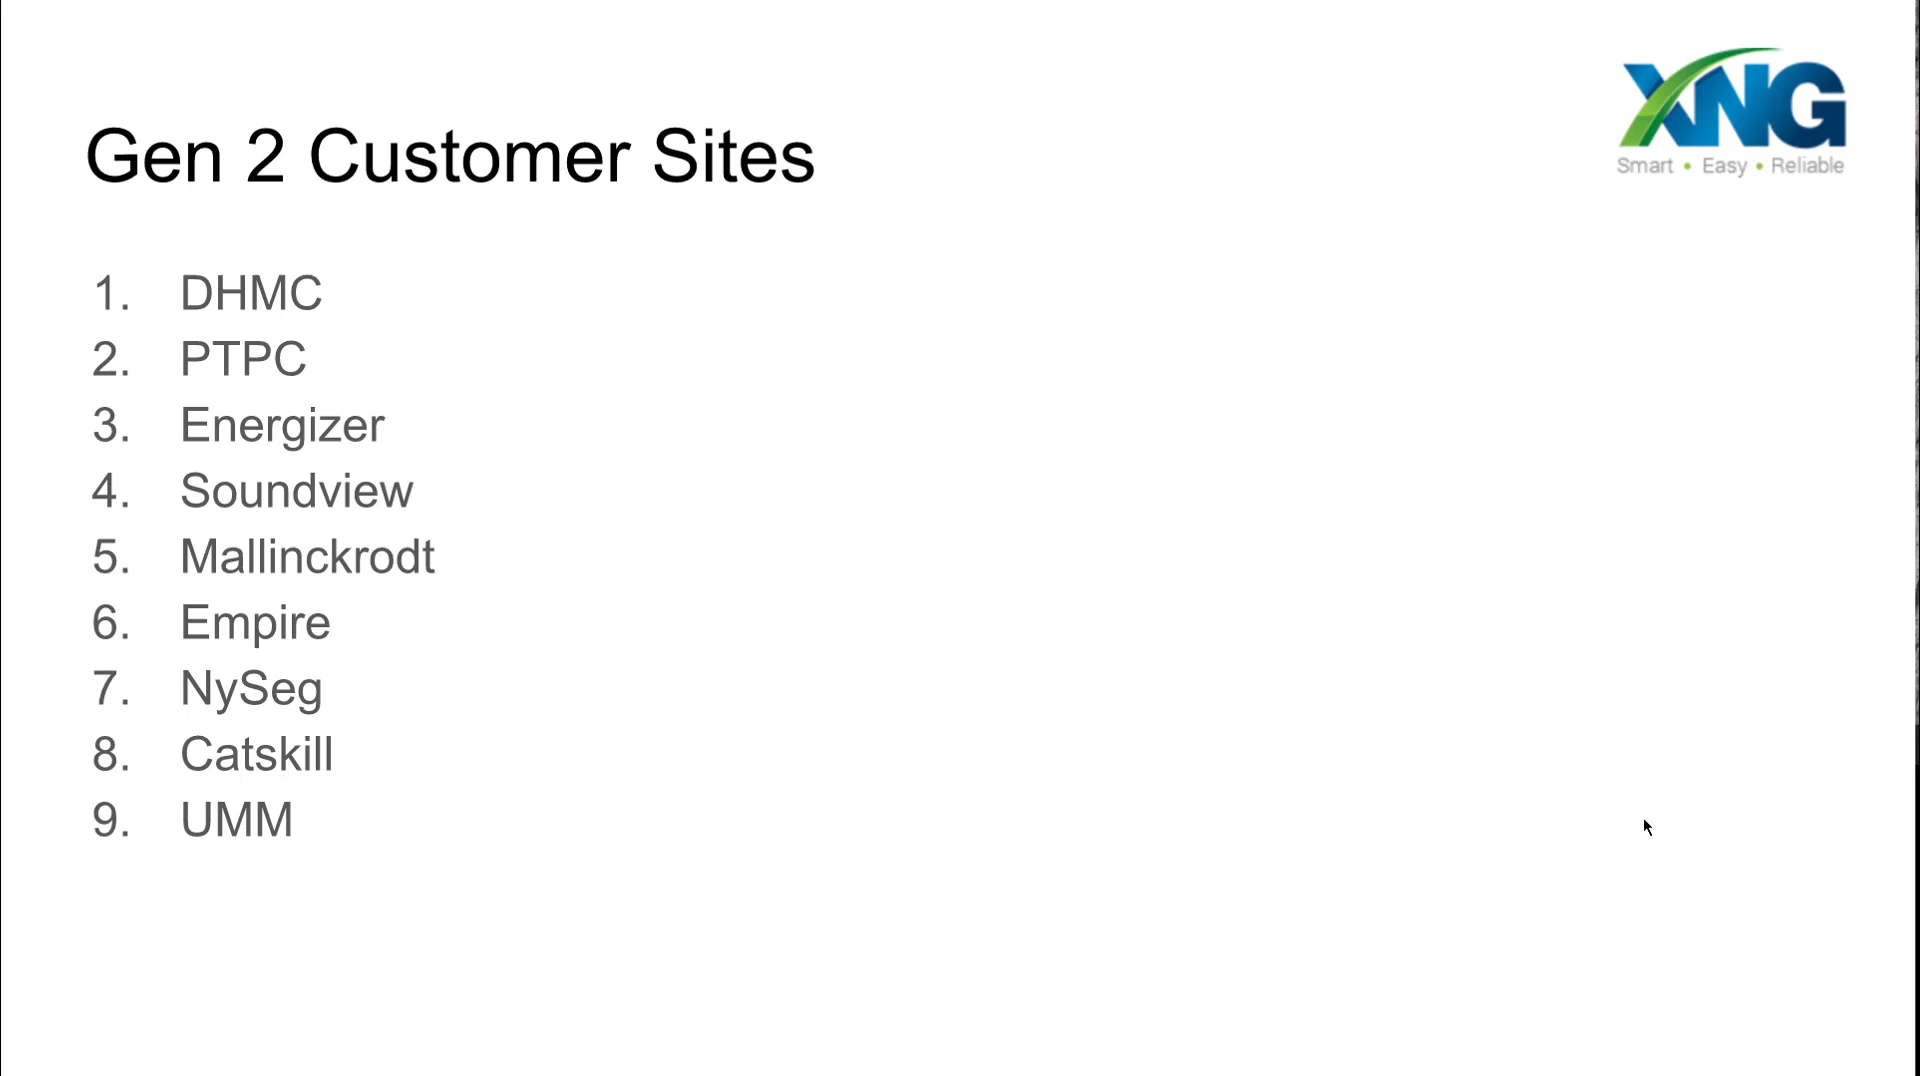 XNG
Smart • Easy • Reliable
Gen 2 Customer Sites
1. DHMC
2. PTPC
3. Energizer
4. Soundview
5. Mallinckrodt
6. Empire
7. NySeg
8. Catskill
9. UMM